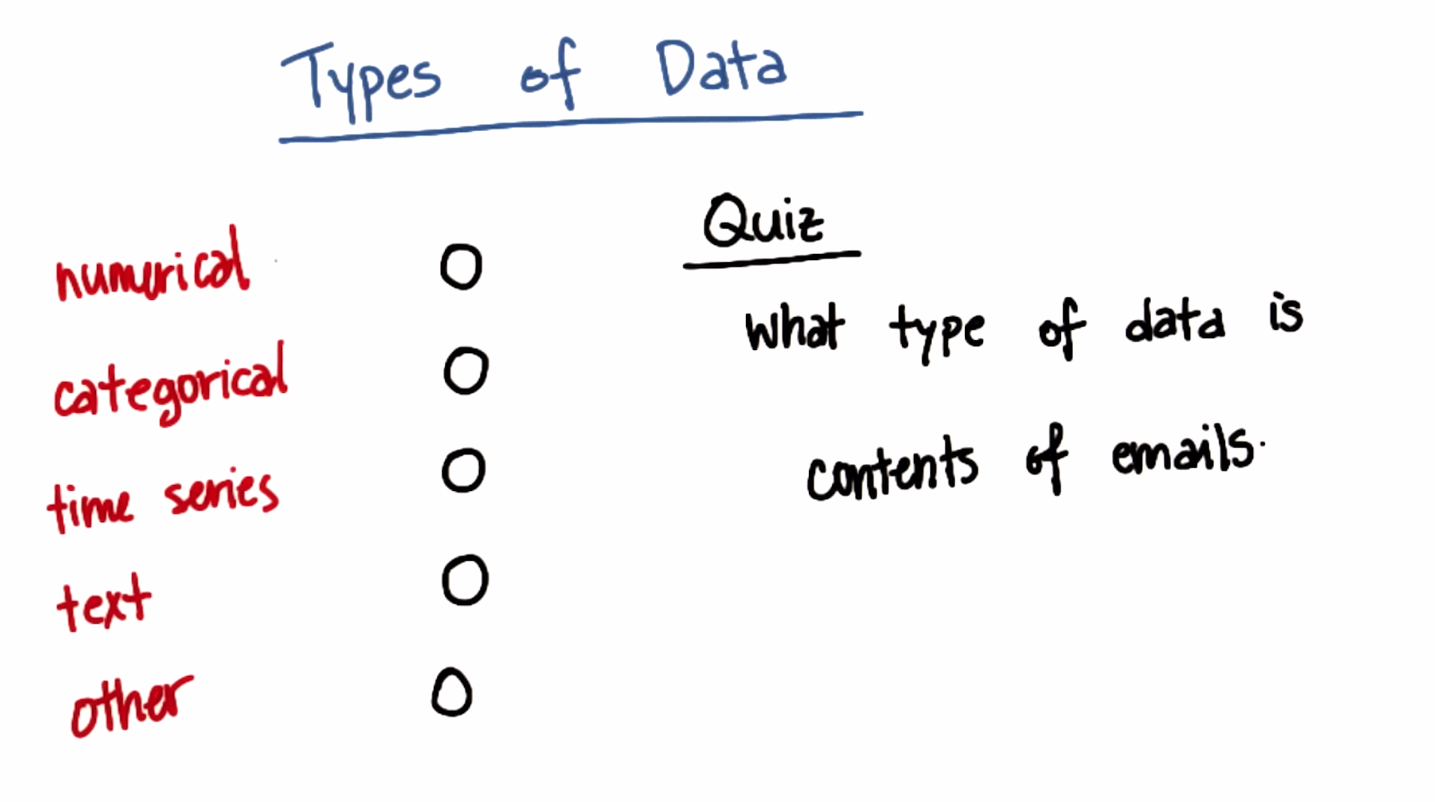 Types of Data
Quiz
numerical
categorical
time series
text
other
what type of data is
contents of emails.